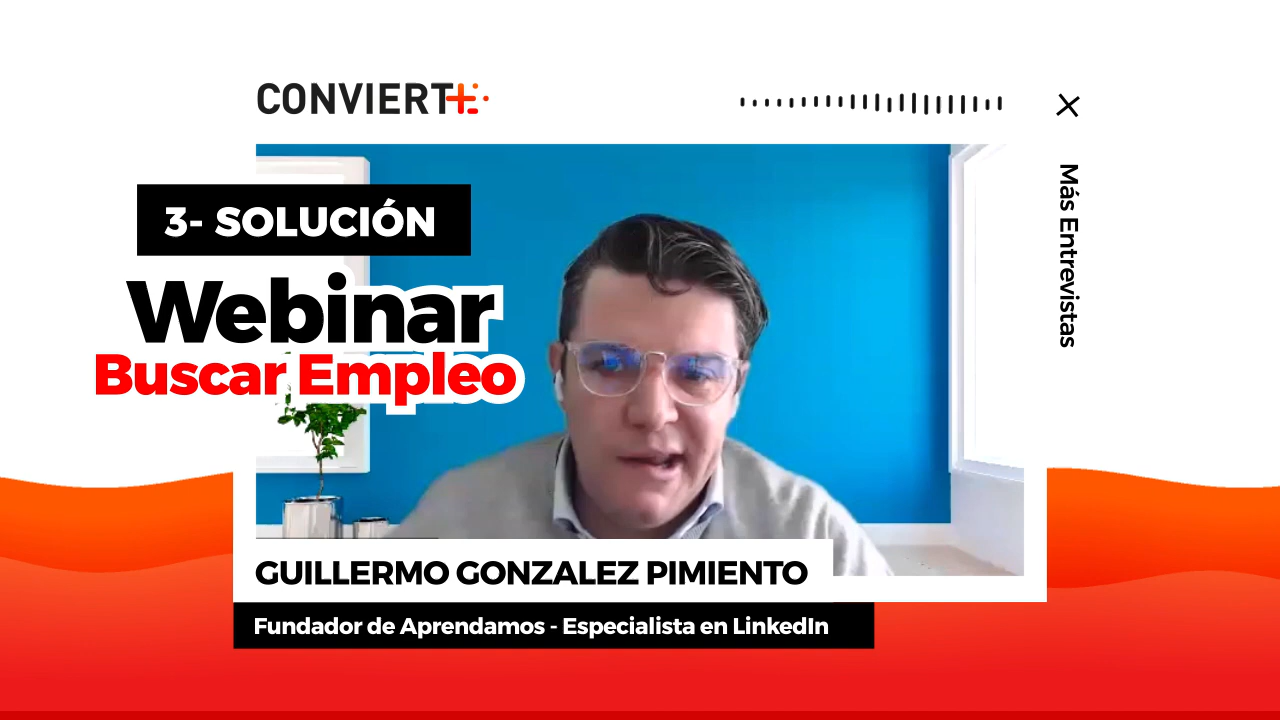 CONVIERT+
Más Entrevistas
3- SOLUCIÓN
Webinar
Buscar Empleo
GUILLERMO GONZALEZ PIMIENTO
Fundador de Aprendamos - Especialista en LinkedIn